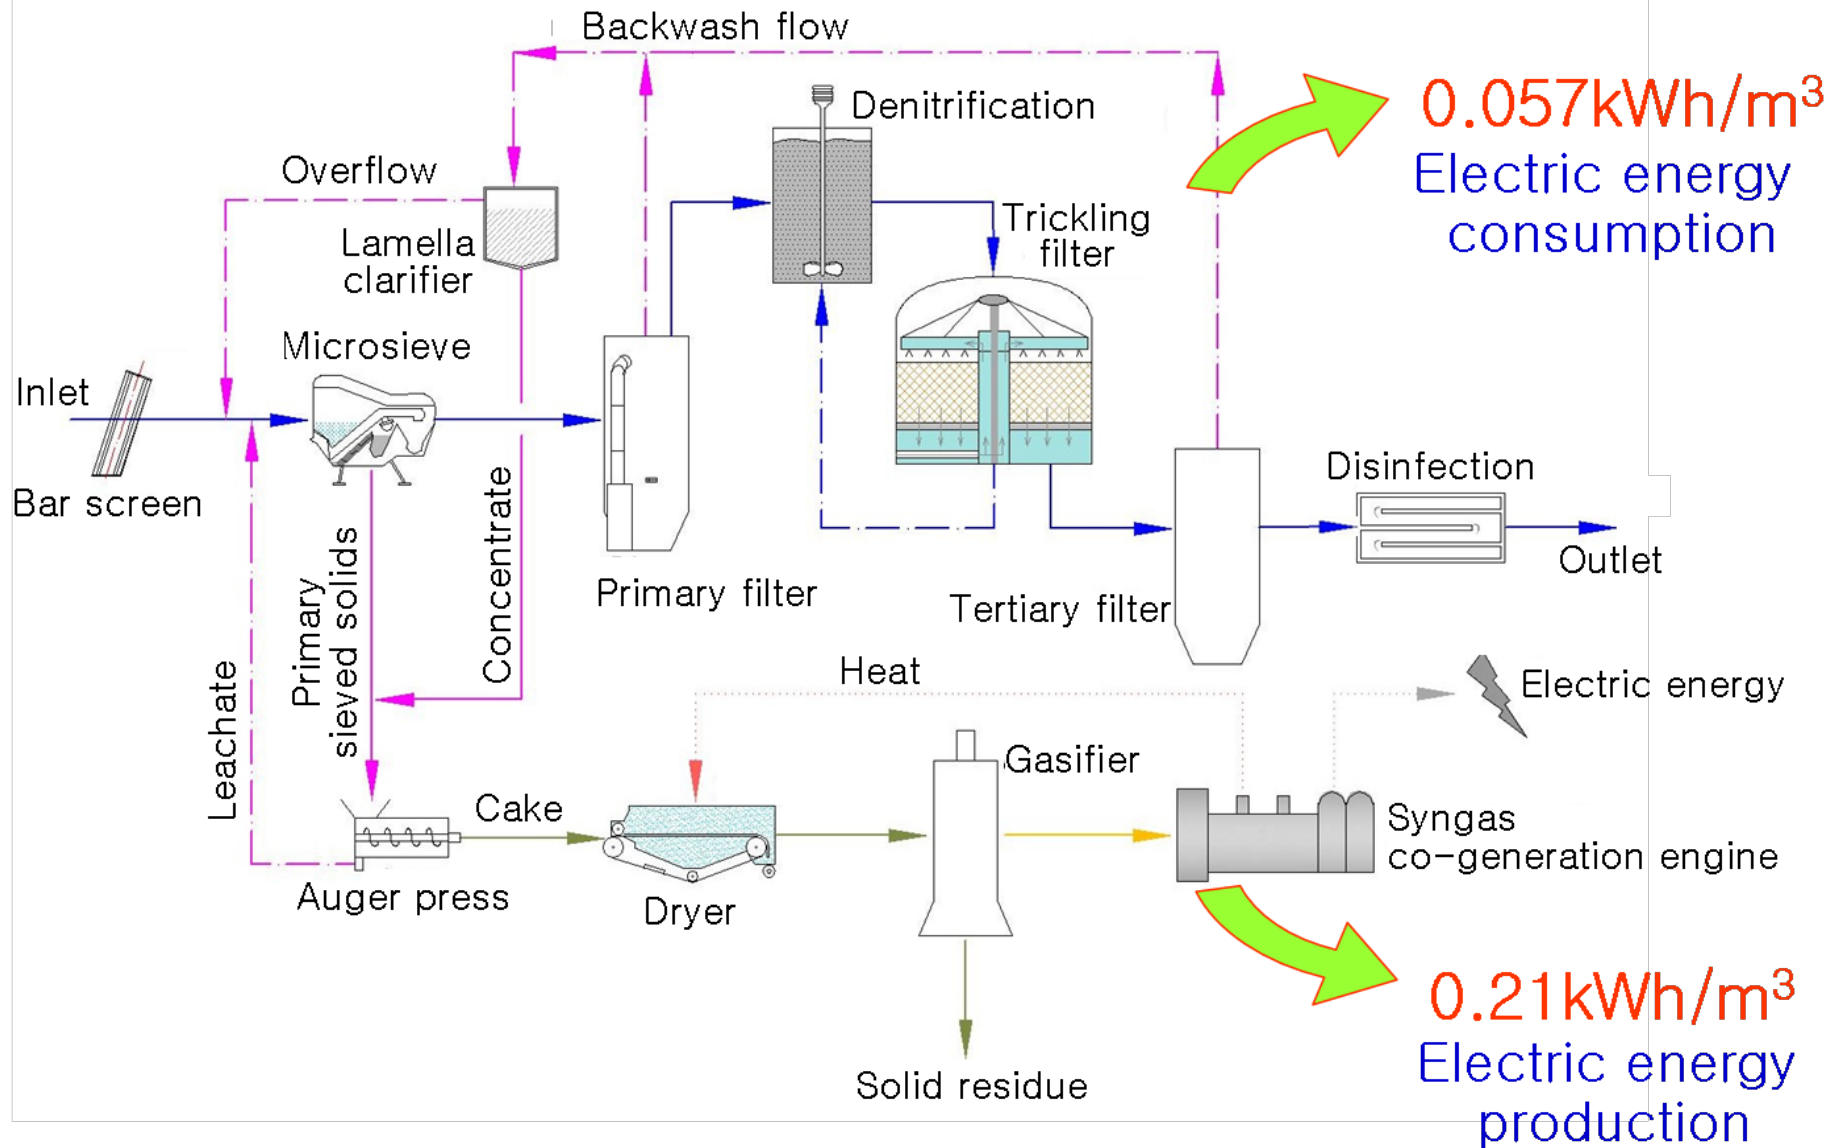 Backwash flow
Denitrification
0.057kWh/m³
Electric energy
consumption
Overflow
Lamella
clarifier
Trickling
filter
Microsieve
Inlet
Bar screen
Disinfection
Outlet
Primary filter
Tertiary filter
Primary
sieved solids
Concentrate
Leachate
Heat
Electric energy
Gasifier
Cake
Syngas
co-generation engine
Auger press
Dryer
0.21kWh/m³
Electric energy
production
Solid residue